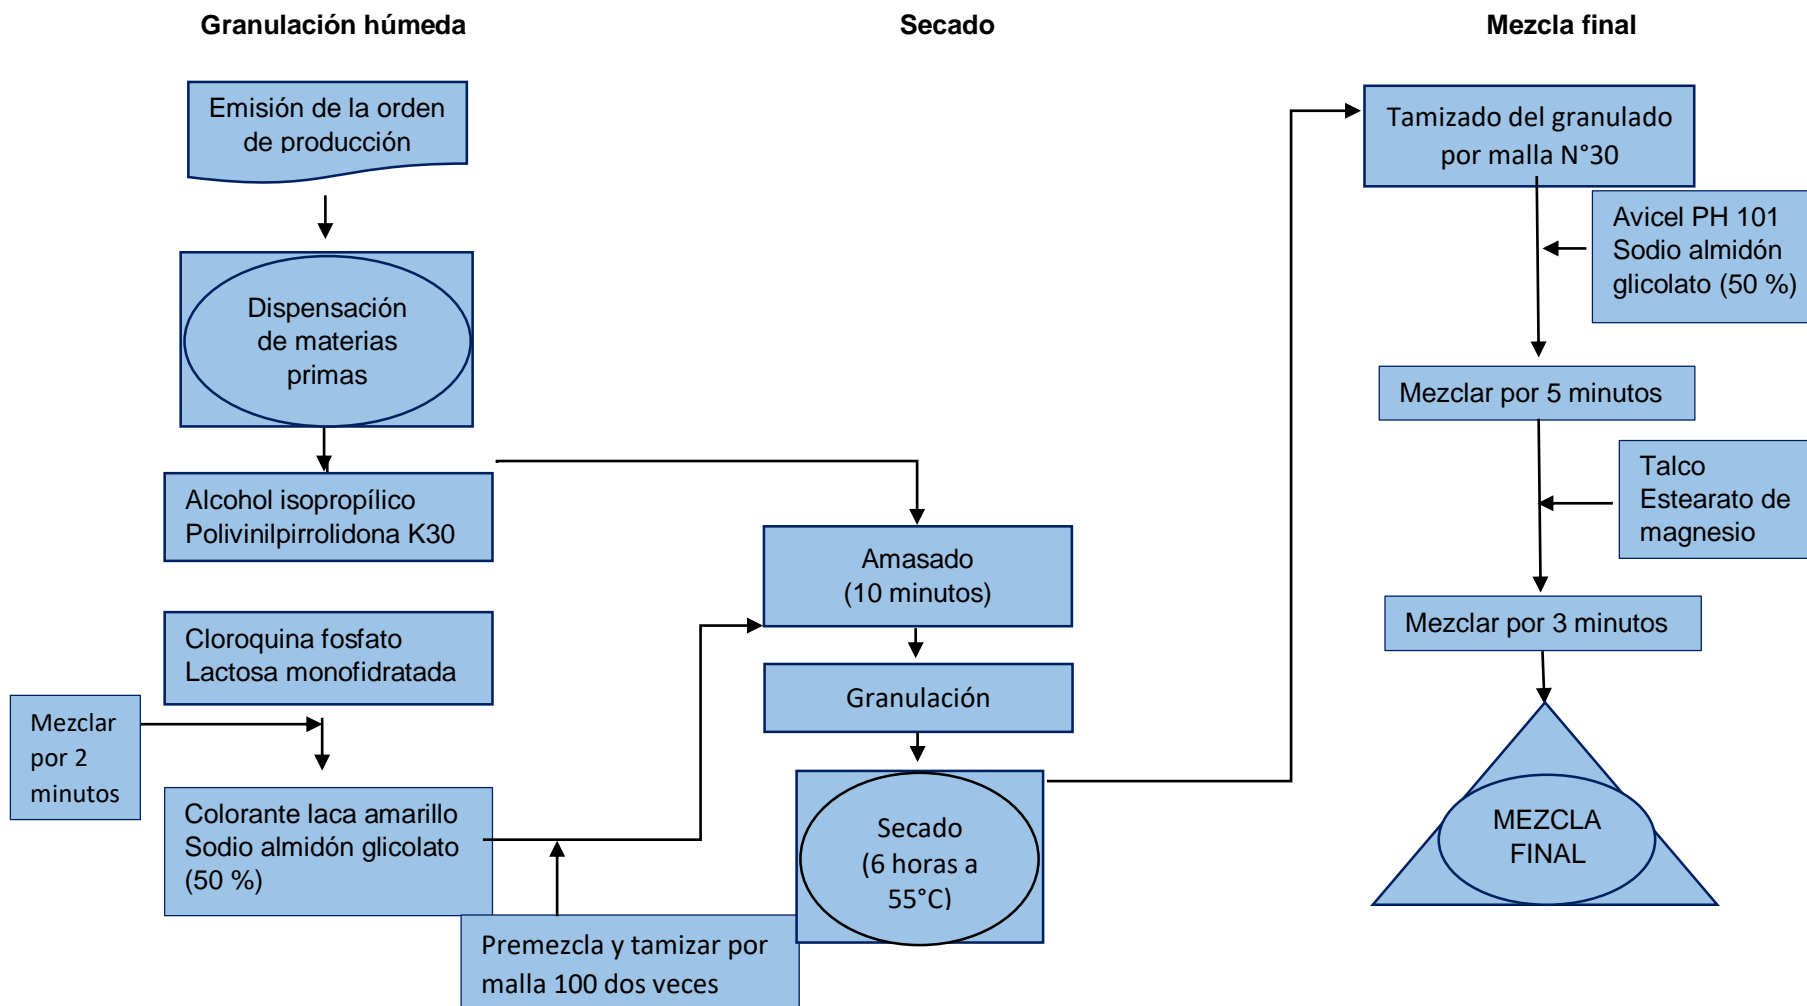 Granulación húmeda
Secado
Mezcla final
Emisión de la orden
de producción
Dispensación
de materias
primas
Alcohol isopropílico
Polivinilpirrolidona K30
Cloroquina fosfato
Lactosa monofidratada
Mezclar
por 2
minutos
Colorante laca amarillo
Sodio almidón glicolato
(50 %)
Premezcla y tamizar por
malla 100 dos veces
Amasado
(10 minutos)
Granulación
Secado
(6 horas a
55°C)
Tamizado del granulado
por malla N°30
Avicel PH 101
Sodio almidón
glicolato (50 %)
Mezclar por 5 minutos
Talco
Estearato de
magnesio
Mezclar por 3 minutos
MEZCLA
FINAL